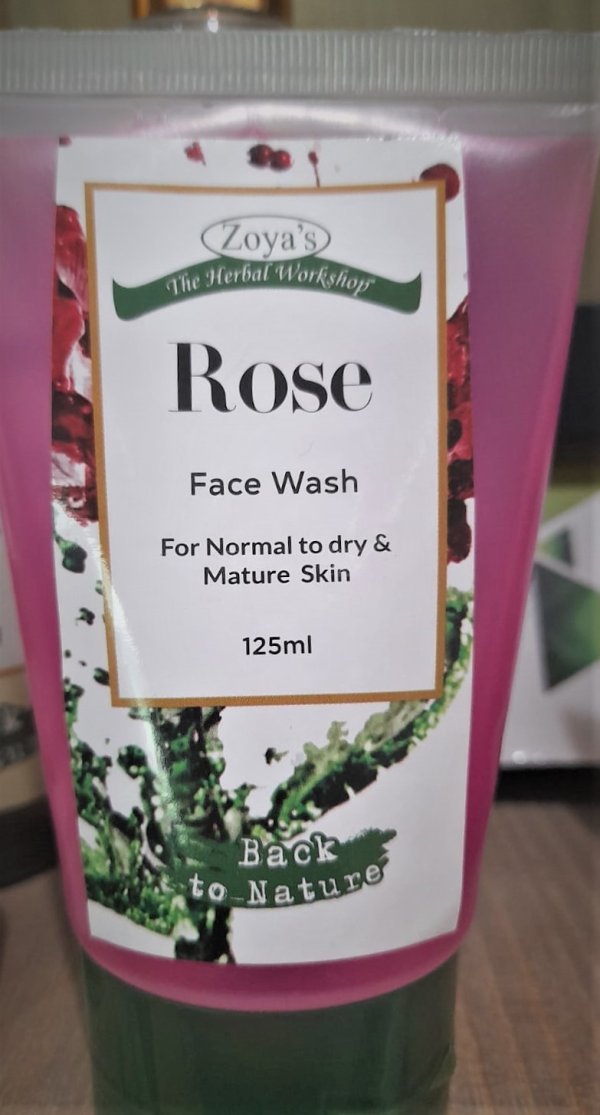 Zoya's
The Herbal Workshop
Rose
Face Wash
For Normal to dry &
Mature Skin
125ml
Back
to Nature